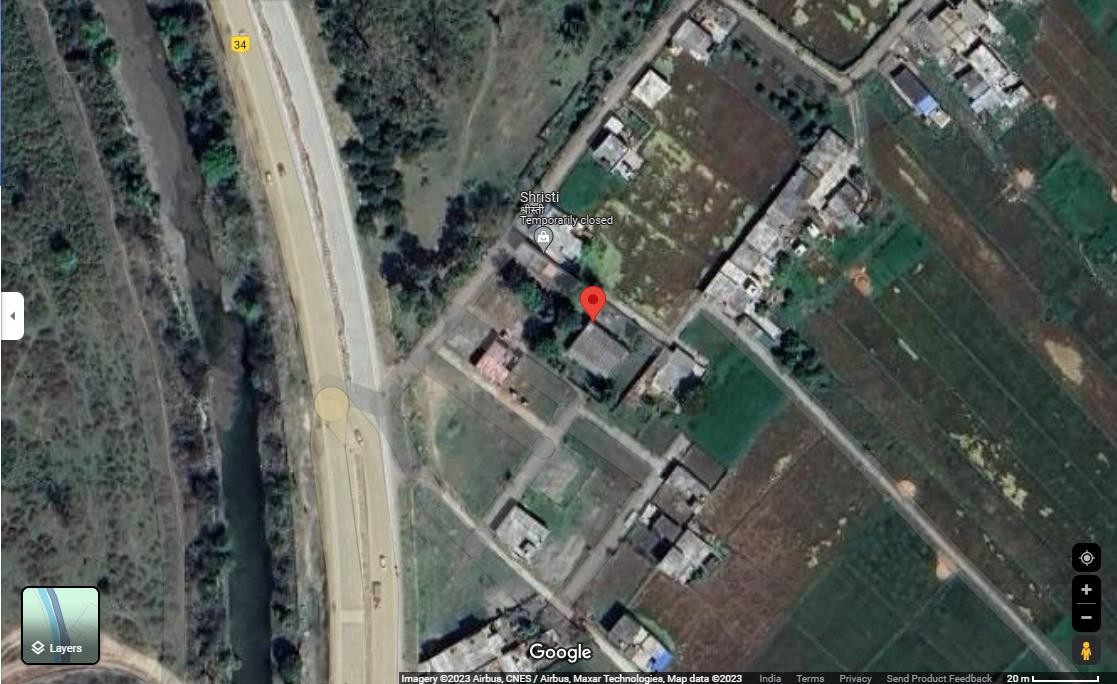 34
Shristi
श्रीस्ती
Temporarily closed
Layers
Google
Imagery ©2023 Airbus, CNES / Airbus, Maxar Technologies, Map data ©2023 India Terms Privacy Send Product Feedback 20 m